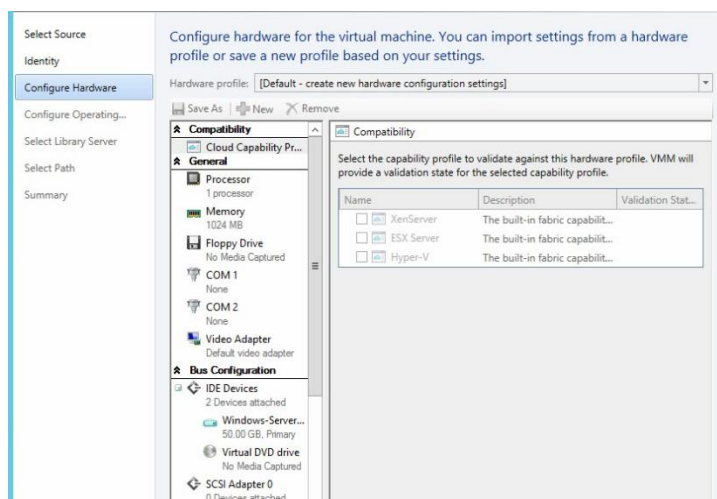 Select Source
Identity
Configure Hardware
Configure Operating...
Select Library Server
Select Path
Summary
Configure hardware for the virtual machine. You can import settings from a hardware
profile or save a new profile based on your settings.
Hardware profile: [Default - create new hardware configuration settings]
Save As New Remove
Compatibility
Cloud Capability Pr...
General
Processor
1 processor
Memory
1024 MB
Floppy Drive
No Media Captured
COM 1
None
COM 2
None
Video Adapter
Default video adapter
Bus Configuration
IDE Devices
2 Devices attached
Windows-Server...
50.00 GB, Primary
Virtual DVD drive
No Media Captured
SCSI Adapter 0
0 Devices attached
Compatibility
Select the capability profile to validate against this hardware profile. VMM will
provide a validation state for the selected capability profile.
Name Description Validation Stat...
XenServer The built-in fabric capabilit...
ESX Server The built-in fabric capabilit...
Hyper-V The built-in fabric capabilit...